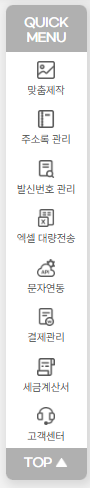 QUICK
MENU
맞춤제작
주소록 관리
발신번호 관리
엑셀 대량전송
API
문자연동
결제관리
세금계산서
고객센터
TOP ▲